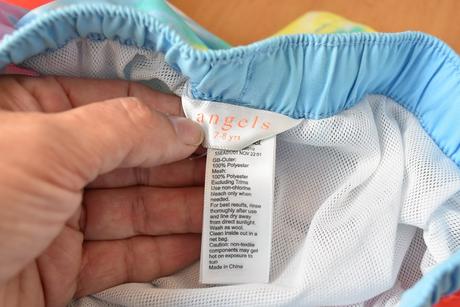 angels
7-8 yrs
GB-Outer:
100% Polyester
Mesh:
100% Polyester
Excluding Trims
Use non-chlorine
bleach only when
needed.
For best results, rinse
thoroughly after use
and line dry away
from direct sunlight.
Wash as wool.
Clean inside out in a
net bag.
Caution: non-textile
components may get
hot on exposure to
sun
Made in China